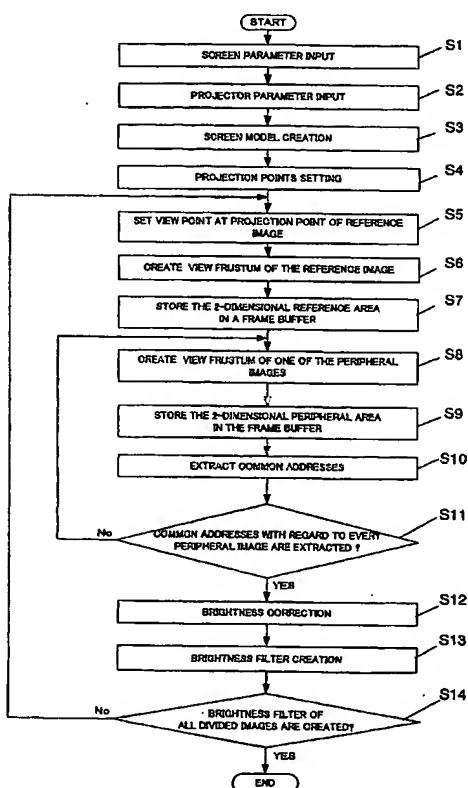 START
SCREEN PARAMETER INPUT
S1
PROJECTOR PARAMETER INPUT
S2
SCREEN MODEL CREATION
S3
PROJECTION POINTS SETTING
S4
SET VIEW POINT AT PROJECTION POINT OF REFERENCE
IMAGE
S5
CREATE VIEW FRUSTUM OF THE REFERENCE IMAGE
S6
STORE THE 2-DIMENSIONAL REFERENCE AREA
IN A FRAME BUFFER
S7
CREATE VIEW FRUSTUM OF ONE OF THE PERIPHERAL
IMAGES
S8
STORE THE 2-DIMENSIONAL PERIPHERAL AREA
IN THE FRAME BUFFER
S9
EXTRACT COMMON ADDRESSES
S10
COMMON ADDRESSES WITH REGARD TO EVERY
PERIPHERAL IMAGE ARE EXTRACTED ?
S11
No
YES
BRIGHTNESS CORRECTION
S12
BRIGHTNESS FILTER CREATION
S13
BRIGHTNESS FILTER OF
ALL DIVIDED IMAGES ARE CREATED?
S14
No
YES
END